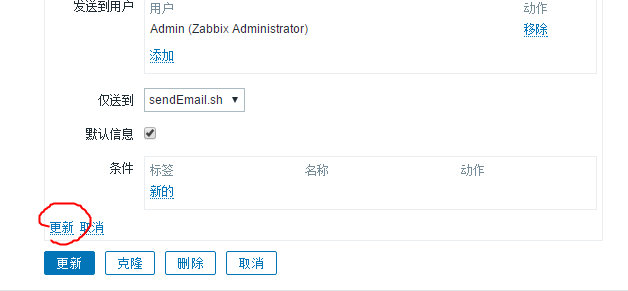 发送到用户 用户 动作
Admin (Zabbix Administrator) 移除
添加
仅送到 sendEmail.sh
默认信息
条件 标签 名称 动作
新的
更新 取消
更新 克隆 删除 取消